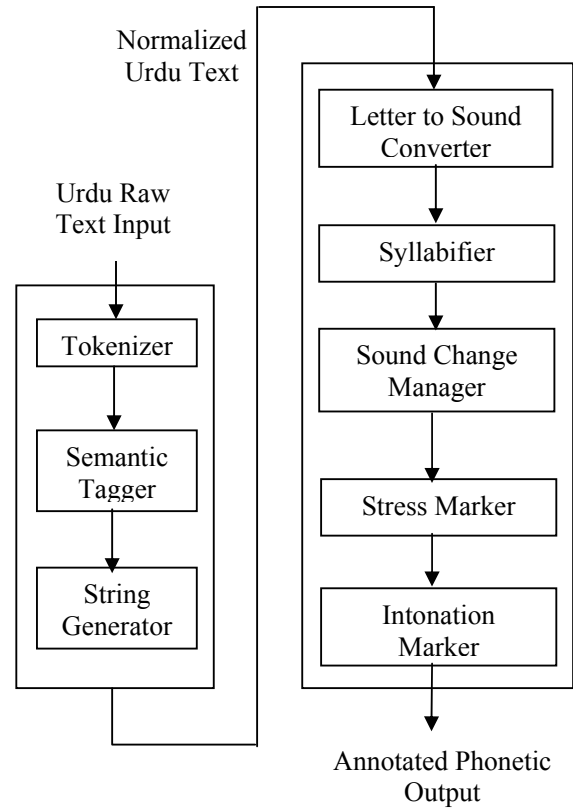 Urdu Raw
Text Input
Tokenizer
Semantic
Tagger
String
Generator
Normalized
Urdu Text
Letter to Sound
Converter
Syllabifier
Sound Change
Manager
Stress Marker
Intonation
Marker
Annotated Phonetic
Output